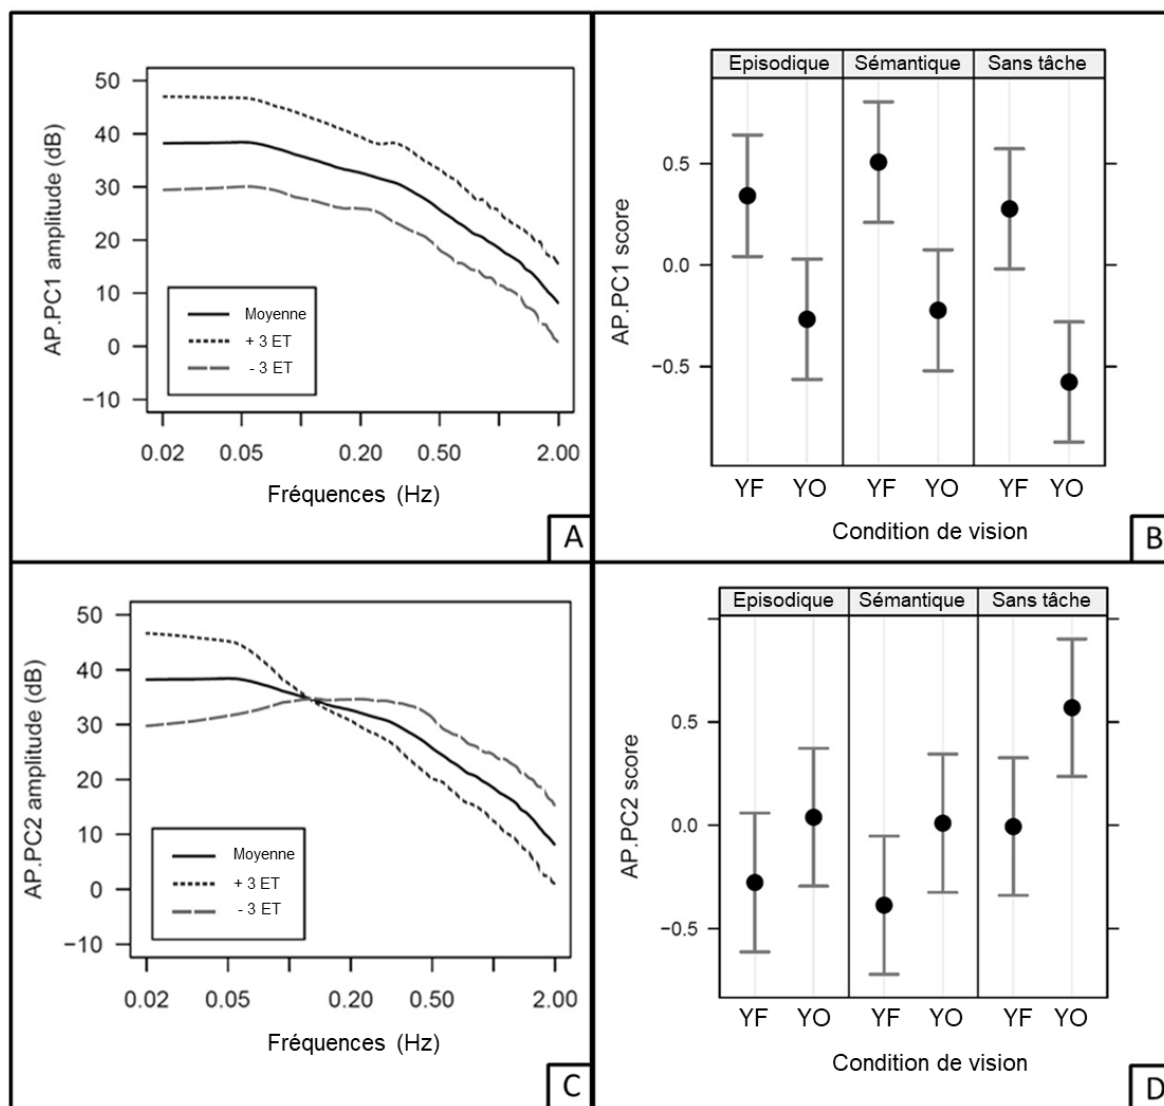 50
40
30
20
10
0
−10
AP.PC1 amplitude (dB)
Moyenne
+ 3 ET
- 3 ET
0.02 0.05 0.20 0.50 2.00
Fréquences (Hz)
A
Episodique Sémantique Sans tâche
0.5
0.0
−0.5
AP.PC1 score
YF YO YF YO YF YO
Condition de vision
B
50
40
30
20
10
0
−10
AP.PC2 amplitude (dB)
Moyenne
+ 3 ET
- 3 ET
0.02 0.05 0.20 0.50 2.00
Fréquences (Hz)
C
Episodique Sémantique Sans tâche
0.5
0.0
−0.5
AP.PC2 score
YF YO YF YO YF YO
Condition de vision
D